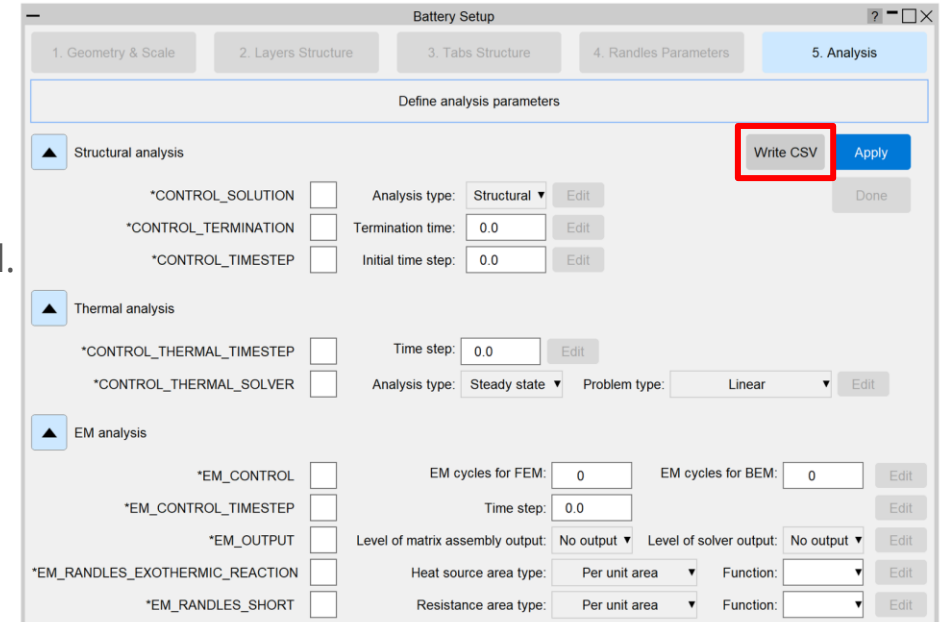 Battery Setup ?
1. Geometry & Scale 2. Layers Structure 3. Tabs Structure 4. Randles Parameters 5. Analysis
Define analysis parameters
Structural analysis Write CSV Apply
*CONTROL_SOLUTION Analysis type: Structural Edit Done
*CONTROL_TERMINATION Termination time: 0.0 Edit
*CONTROL_TIMESTEP Initial time step: 0.0 Edit
Thermal analysis
*CONTROL_THERMAL_TIMESTEP Time step: 0.0 Edit
*CONTROL_THERMAL_SOLVER Analysis type: Steady state Problem type: Linear Edit
EM analysis
*EM_CONTROL EM cycles for FEM: 0 EM cycles for BEM: 0 Edit
*EM_CONTROL_TIMESTEP Time step: 0.0 Edit
*EM_OUTPUT Level of matrix assembly output: No output Level of solver output: No output Edit
*EM_RANDLES_EXOTHERMIC_REACTION Heat source area type: Per unit area Function: Edit
*EM_RANDLES_SHORT Resistance area type: Per unit area Function: Edit